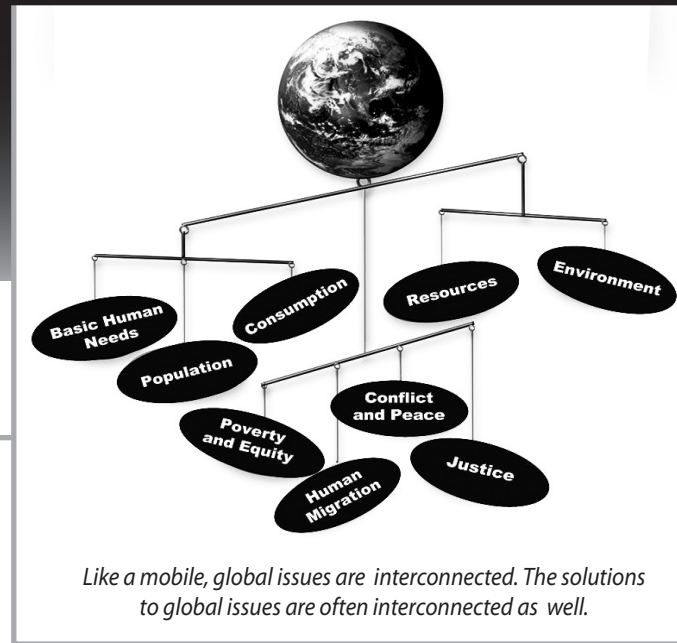 Basic Human
Needs
Population
Consumption
Resources
Environment
Poverty
and Equity
Human
Migration
Conflict
and Peace
Justice
Like a mobile, global issues are interconnected. The solutions
to global issues are often interconnected as well.